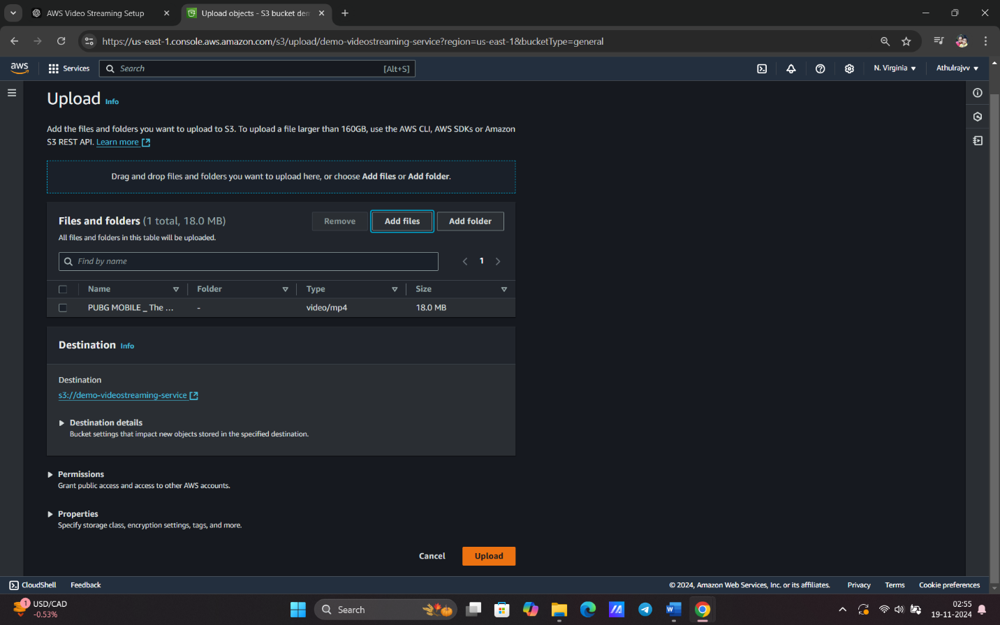 AWS Video Streaming Setup
Upload objects - S3 bucket dem
https://us-east-1.console.aws.amazon.com/s3/upload/demo-videostreaming-service?region=us-east-1&bucketType=general
aws
Services
Search
[Alt+S]
N. Virginia
Athulrajvv
Upload Info
Add the files and folders you want to upload to S3. To upload a file larger than 160GB, use the AWS CLI, AWS SDKs or Amazon
S3 REST API. Learn more
Drag and drop files and folders you want to upload here, or choose Add files or Add folder.
Files and folders (1 total, 18.0 MB)
Remove
Add files
Add folder
All files and folders in this table will be uploaded.
Find by name
1
Name
Folder
Type
Size
PUBG MOBILE _ The ...
-
video/mp4
18.0 MB
Destination Info
Destination
s3://demo-videostreaming-service
Destination details
Bucket settings that impact new objects stored in the specified destination.
Permissions
Grant public access and access to other AWS accounts.
Properties
Specify storage class, encryption settings, tags, and more.
Cancel
Upload
CloudShell
Feedback
© 2024, Amazon Web Services, Inc. or its affiliates.
Privacy
Terms
Cookie preferences
1
USD/CAD
-0.53%
Search
02:55
19-11-2024